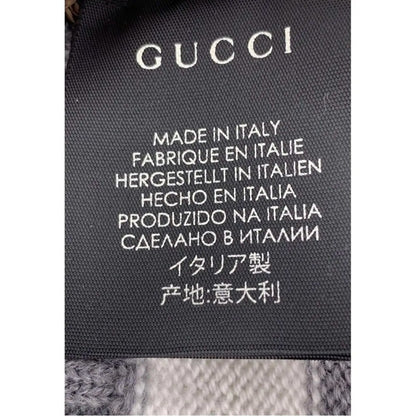 GUCCI
MADE IN ITALY
FABRIQUE EN ITALIE
HERGESTELLT IN ITALIEN
HECHO EN ITALIA
PRODUZIDO NA ITALIA
СДЕЛАНО В ИТАЛИИ
イタリア製
产地:意大利